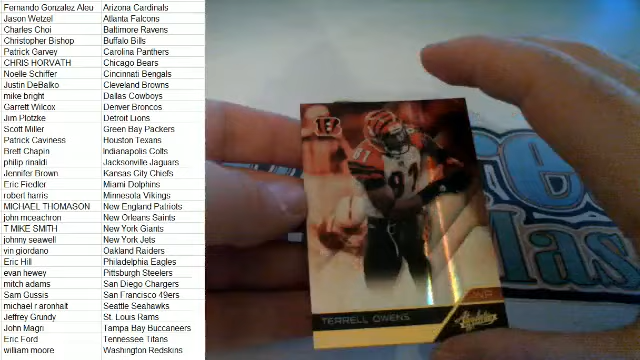 Fernando Gonzalez Aleu Arizona Cardinals
Jason Wetzel Atlanta Falcons
Charles Choi Baltimore Ravens
Christopher Bishop Buffalo Bills
Patrick Garvey Carolina Panthers
CHRIS HORVATH Chicago Bears
Noelle Schiffer Cincinnati Bengals
Justin DeBalko Cleveland Browns
mike bright Dallas Cowboys
Garrett Wilcox Denver Broncos
Jim Plotzke Detroit Lions
Scott Miller Green Bay Packers
Patrick Caviness Houston Texans
Brett Chapin Indianapolis Colts
philip rinaldi Jacksonville Jaguars
Jennifer Brown Kansas City Chiefs
Eric Fiedler Miami Dolphins
robert harris Minnesota Vikings
MICHAEL THOMASON New England Patriots
john mceachron New Orleans Saints
T MIKE SMITH New York Giants
johnny seawell New York Jets
vin giordano Oakland Raiders
Eric Hill Philadelphia Eagles
evan hewey Pittsburgh Steelers
mitch adams San Diego Chargers
Sam Gussis San Francisco 49ers
michael r aronhalt Seattle Seahawks
Jeffrey Grundy St. Louis Rams
John Magri Tampa Bay Buccaneers
Eric Ford Tennessee Titans
william moore Washington Redskins
81
81
WR
TERRELL OWENS
Absolute